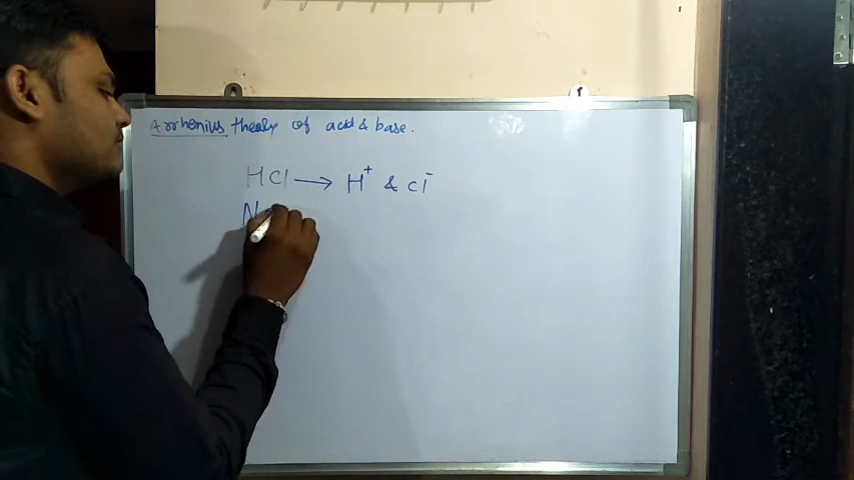 Arrhenius theory of acid & base.
HCl → H⁺ & Cl⁻
N